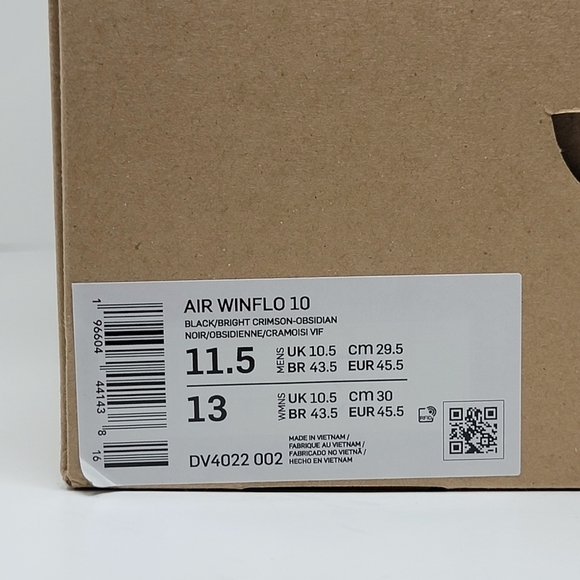 AIR WINFLO 10
BLACK/BRIGHT CRIMSON-OBSIDIAN
NOIR/OBSIDIENNE/CRAMOISI VIF
11.5 MENS UK 10.5 cm 29.5
BR 43.5 EUR 45.5
13 WMNS UK 10.5 cm 30
BR 43.5 EUR 45.5
MADE IN VIETNAM /
FABRIQUE AU VIETNAM /
FABRICADO NO VIETNÃ /
HECHO EN VIETNAM
DV4022 002
1 96604 44143 8 16
RFID